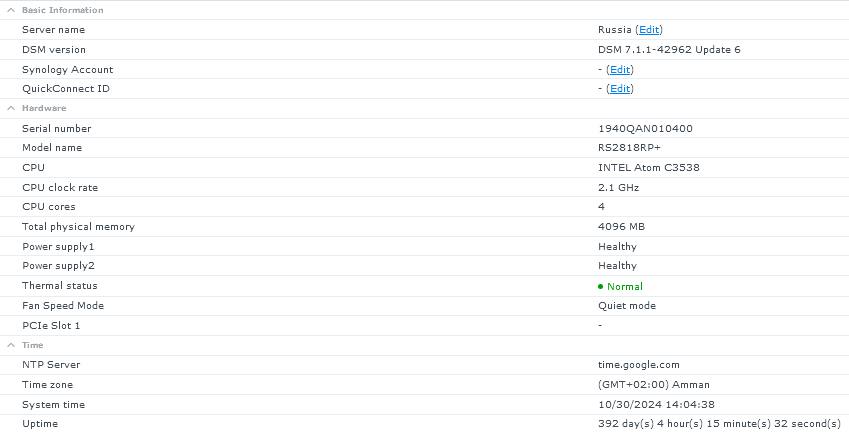 Basic Information
Server name Russia (Edit)
DSM version DSM 7.1.1-42962 Update 6
Synology Account - (Edit)
QuickConnect ID - (Edit)
Hardware
Serial number 1940QAN010400
Model name RS2818RP+
CPU INTEL Atom C3538
CPU clock rate 2.1 GHz
CPU cores 4
Total physical memory 4096 MB
Power supply1 Healthy
Power supply2 Healthy
Thermal status ● Normal
Fan Speed Mode Quiet mode
PCIe Slot 1 -
Time
NTP Server time.google.com
Time zone (GMT+02:00) Amman
System time 10/30/2024 14:04:38
Uptime 392 day(s) 4 hour(s) 15 minute(s) 32 second(s)